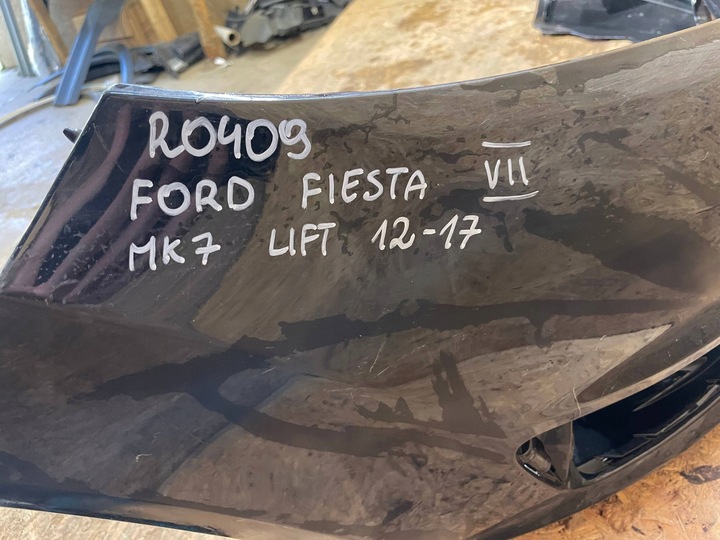 R0409
FORD FIESTA VII
MK7 LIFT 12-17